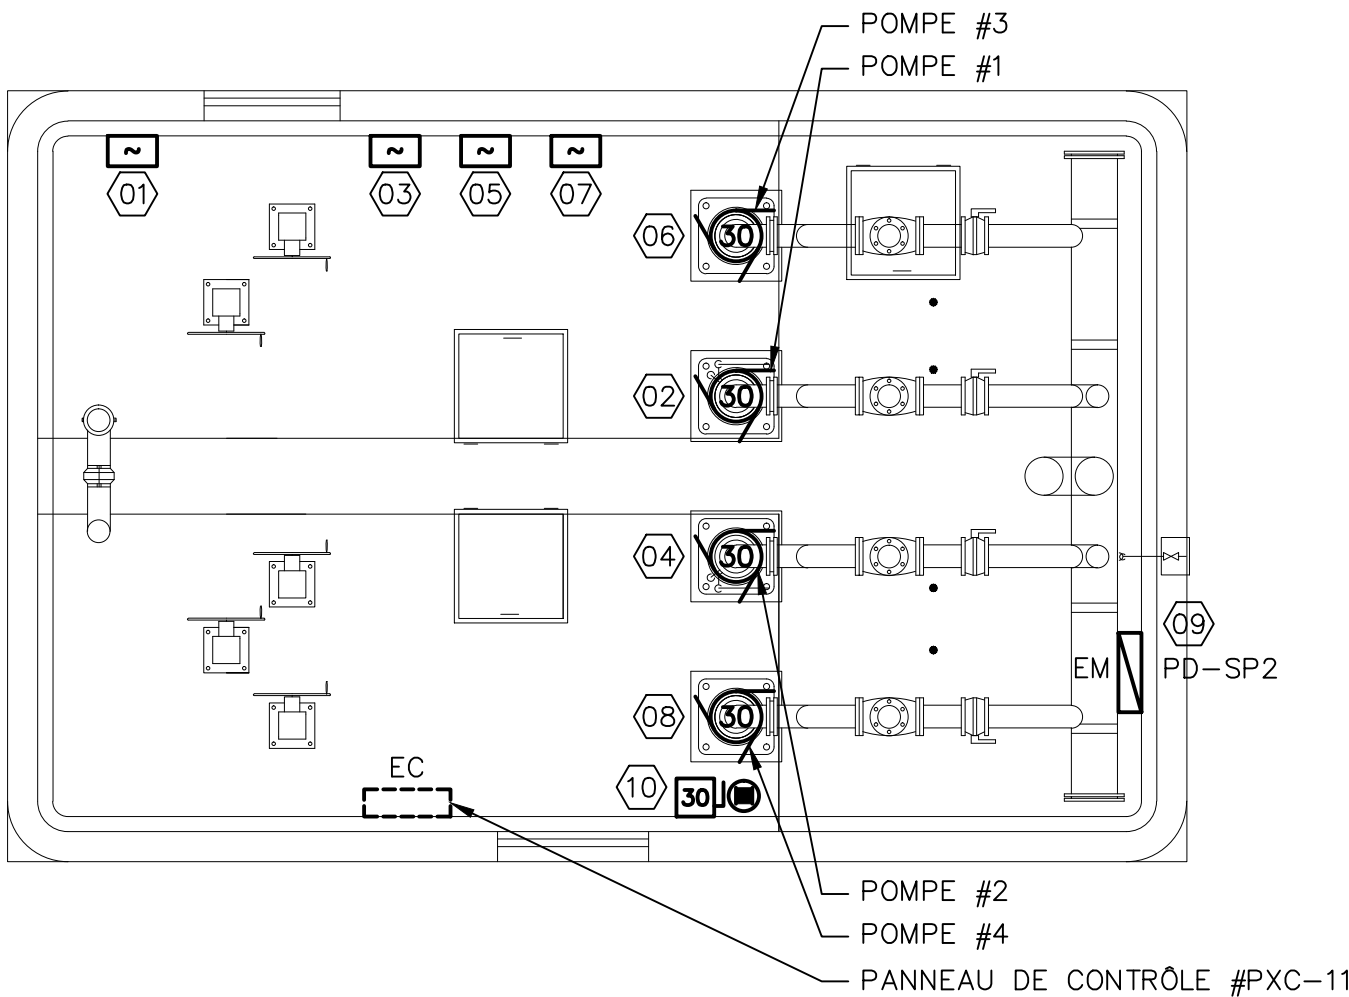 POMPE #3
POMPE #1
~
~
~
~
01
03
05
07
06
30
02
30
04
30
09
EM
PD-SP2
08
30
EC
10
30
POMPE #2
POMPE #4
PANNEAU DE CONTRÔLE #PXC-11